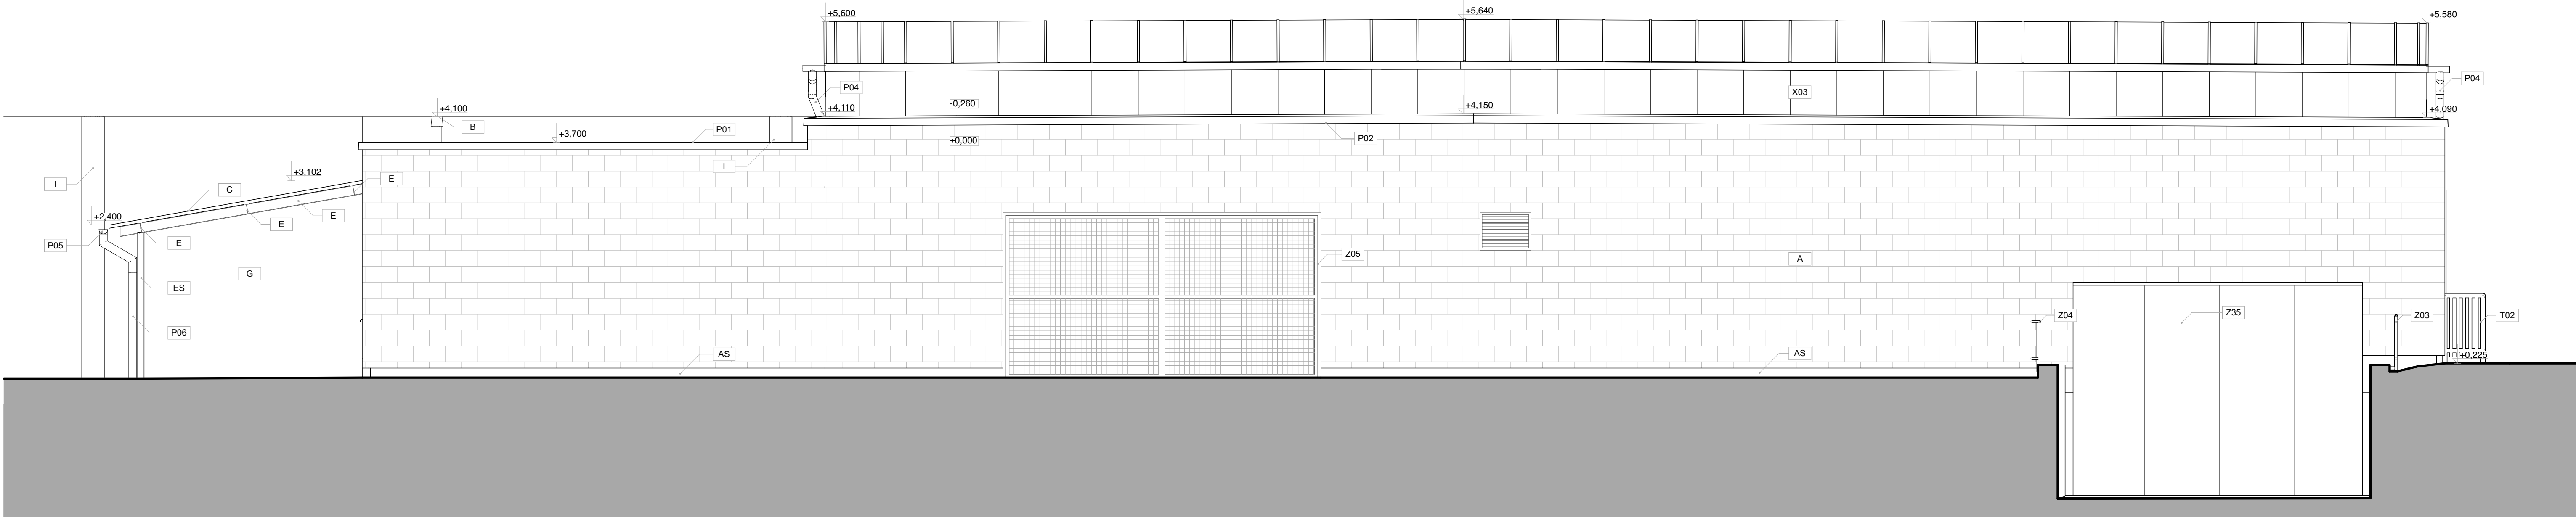 +5,600
+5,640
+5,580
P04
P04
X03
+4,100
+4,110
-0,260
+4,150
+4,090
B
P01
+3,700
P02
±0,000
I
+3,102
E
I
C
E
+2,400
E
E
P05
Z05
A
G
ES
P06
Z04
Z35
Z03
T02
AS
AS
+0,225